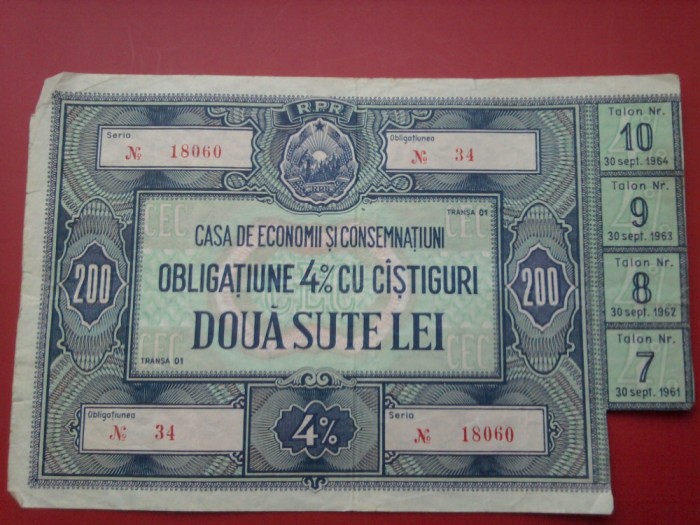 RPR
Seria
№ 18060
Obligațiunea
№ 34
TRANȘA 01
CEC CEC
CASA DE ECONOMII ȘI CONSEMNAȚIUNI
OBLIGAȚIUNE 4% CU CÎȘTIGURI
CEC
DOUĂ SUTE LEI
200
200
CEC CEC
TRANȘA 01
Obligațiunea
№ 34
4%
Seria
№ 18060
Talon Nr.
10
30 sept. 1964
Talon Nr.
9
30 sept. 1963
Talon Nr.
8
30 sept. 1962
Talon Nr.
7
30 sept. 1961